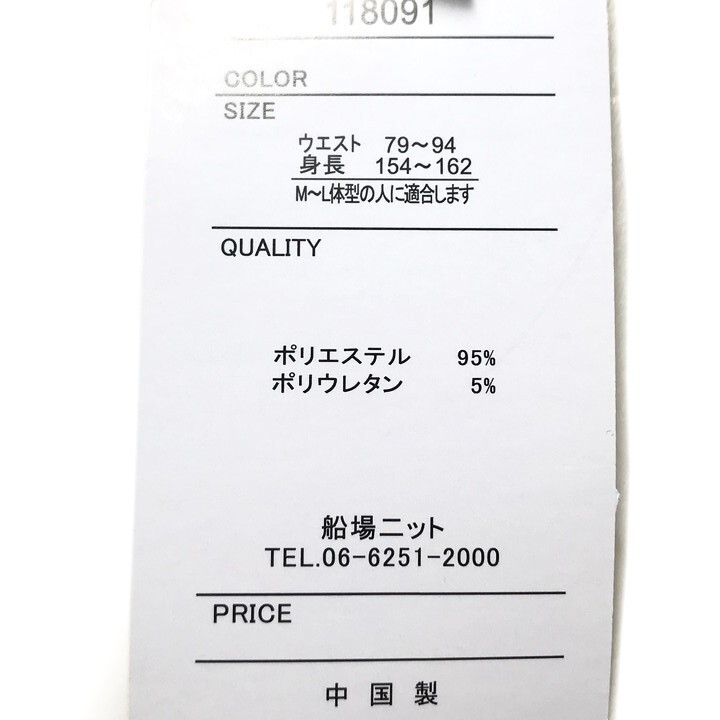 118091
COLOR
SIZE
ウエスト 79～94
身長 154～162
M～L体型の人に適合します
QUALITY
ポリエステル 95%
ポリウレタン 5%
船場ニット
TEL.06-6251-2000
PRICE
中国製